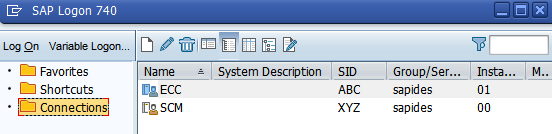 SAP Logon 740
Log On Variable Logon...
Favorites
Shortcuts
Connections
Name System Description SID Group/Ser... Insta... M...
ECC ABC sapides 01
SCM XYZ sapides 00